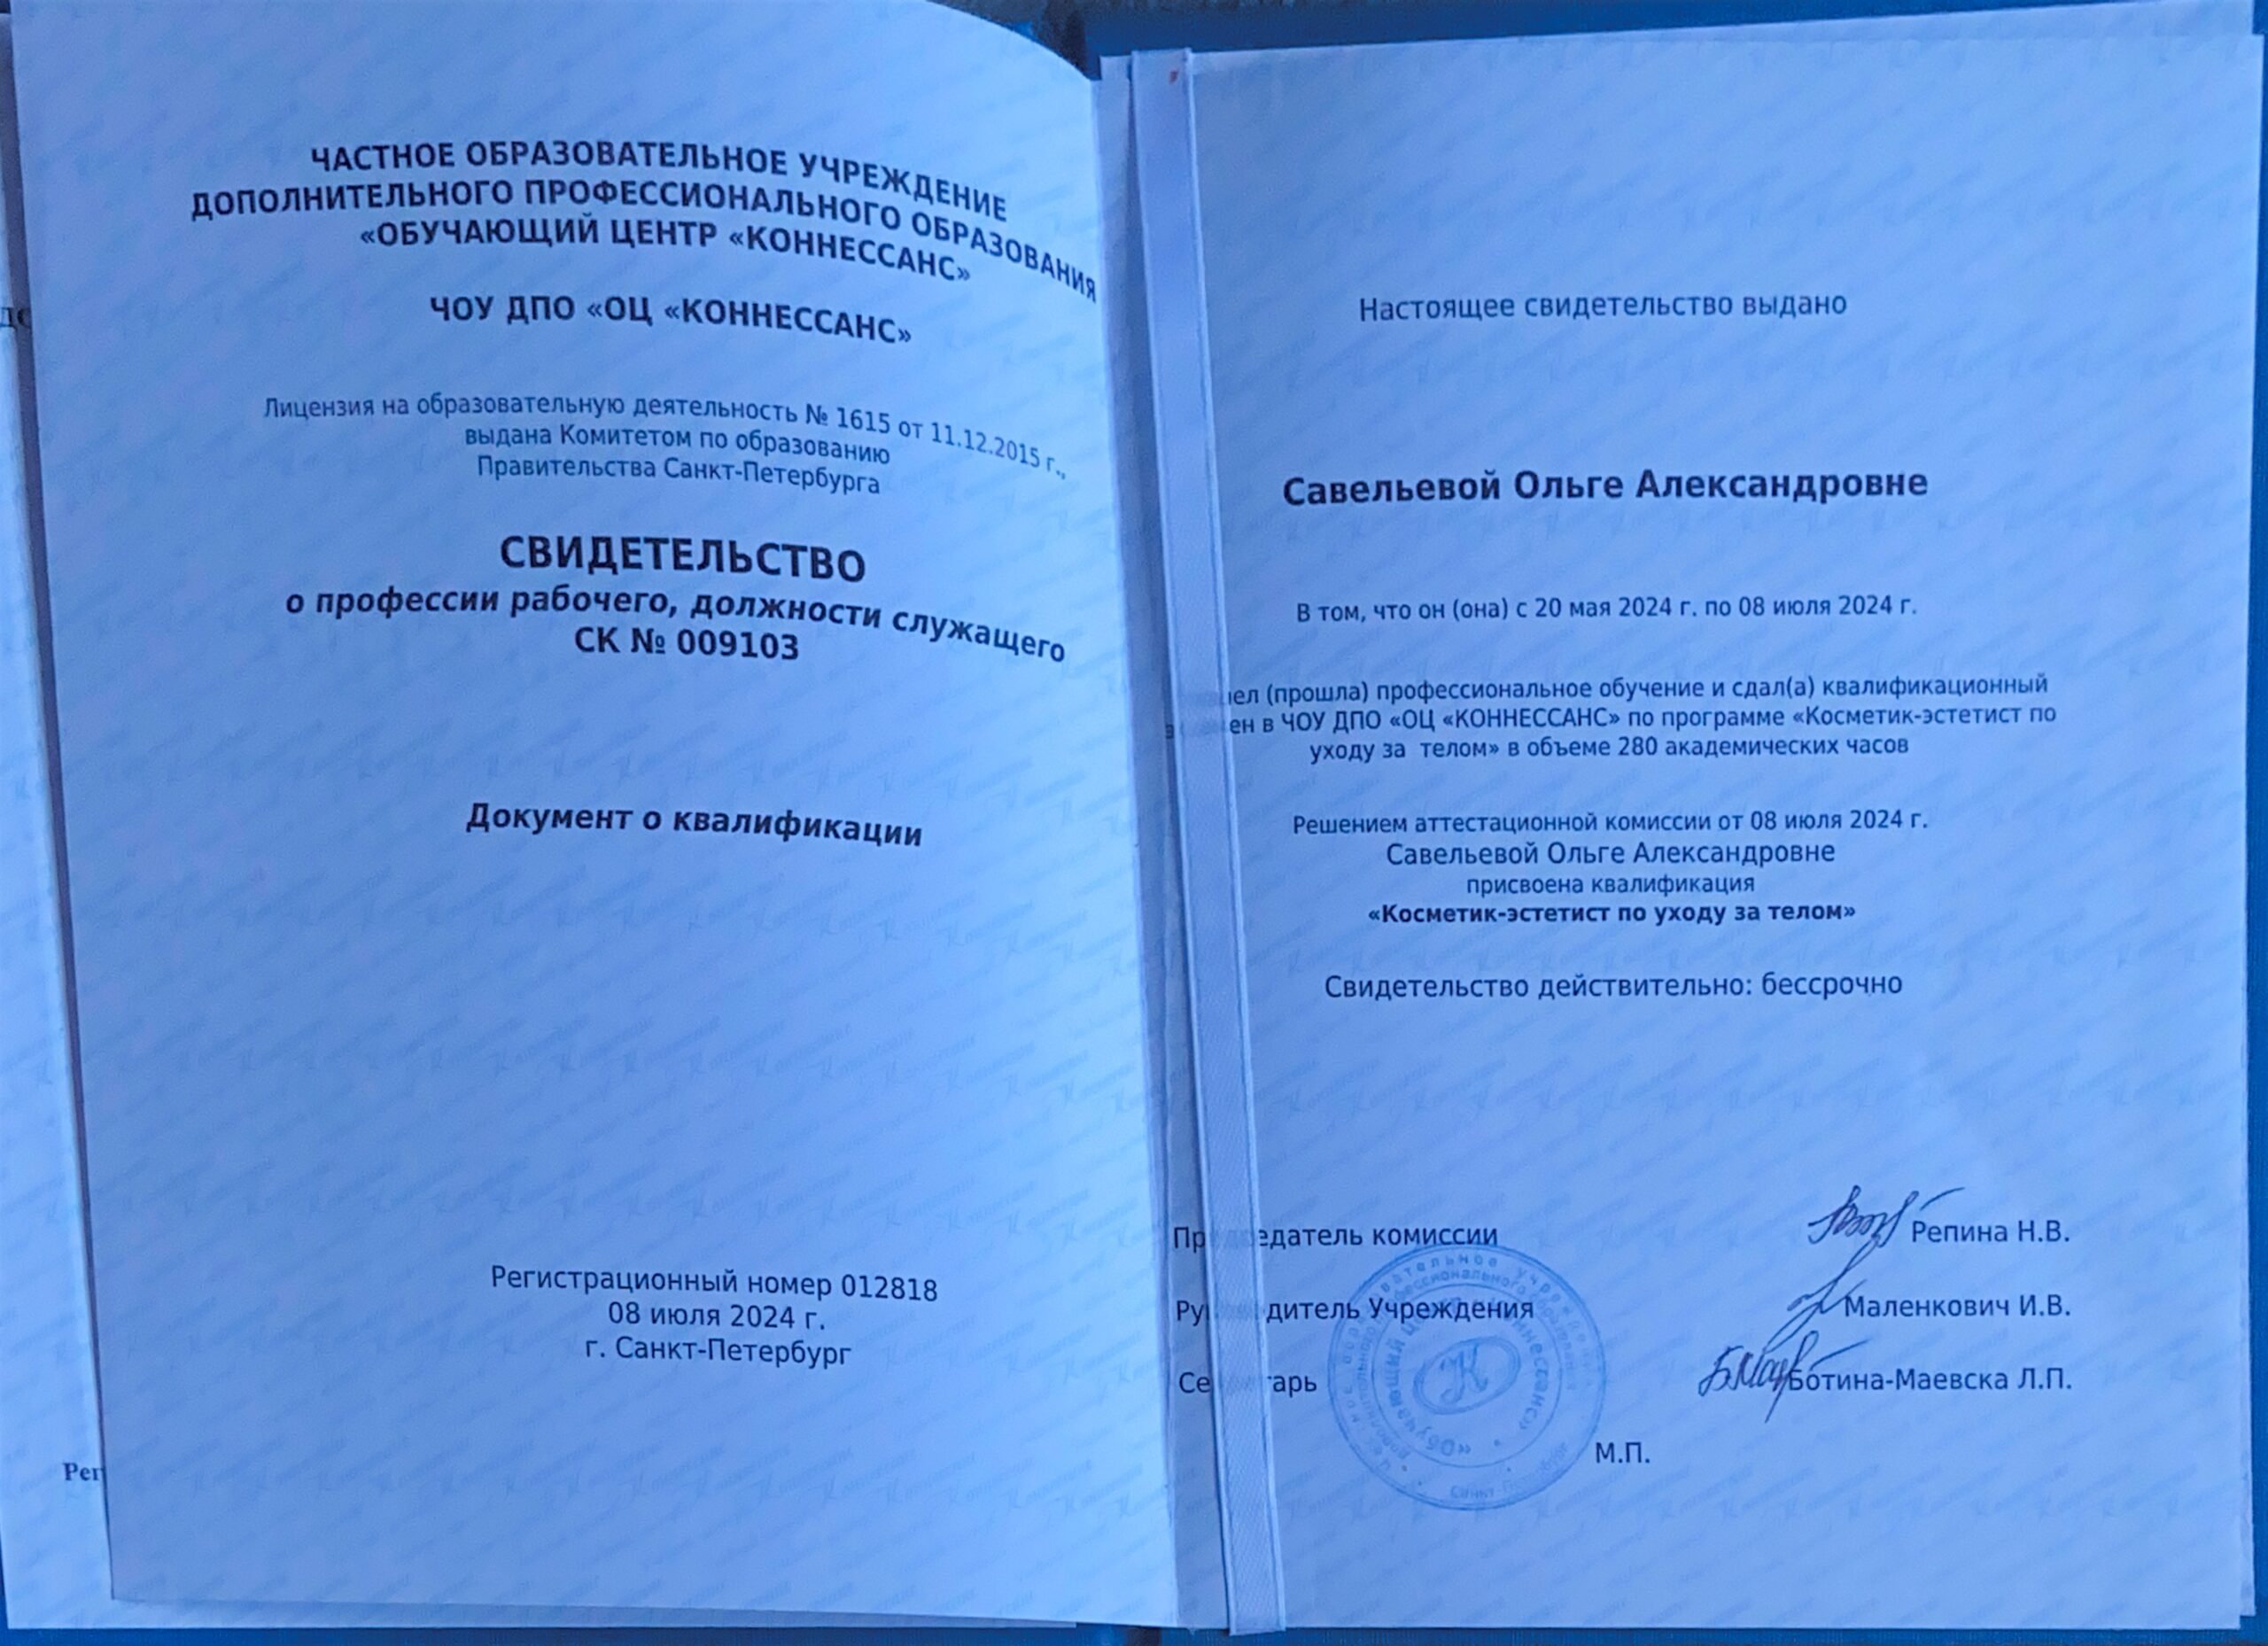 ЧАСТНОЕ ОБРАЗОВАТЕЛЬНОЕ УЧРЕЖДЕНИЕ
ДОПОЛНИТЕЛЬНОГО ПРОФЕССИОНАЛЬНОГО ОБРАЗОВАНИЯ
«ОБУЧАЮЩИЙ ЦЕНТР «КОННЕССАНС»
ЧОУ ДПО «ОЦ «КОННЕССАНС»
Лицензия на образовательную деятельность № 1615 от 11.12.2015 г.,
выдана Комитетом по образованию
Правительства Санкт-Петербурга
СВИДЕТЕЛЬСТВО
о профессии рабочего, должности служащего
СК № 009103
Документ о квалификации
Регистрационный номер 012818
08 июля 2024 г.
г. Санкт-Петербург
Рег
Настоящее свидетельство выдано
Савельевой Ольге Александровне
В том, что он (она) с 20 мая 2024 г. по 08 июля 2024 г.
(прошла) профессиональное обучение и сдал(а) квалификационный
в ЧОУ ДПО «ОЦ «КОННЕССАНС» по программе «Косметик-эстетист по
уходу за телом» в объеме 280 академических часов
Решением аттестационной комиссии от 08 июля 2024 г.
Савельевой Ольге Александровне
присвоена квалификация
«Косметик-эстетист по уходу за телом»
Свидетельство действительно: бессрочно
комиссии Репина Н.В.
Учреждения Маленкович И.В.
Ботина-Маевска Л.П.
М.П.